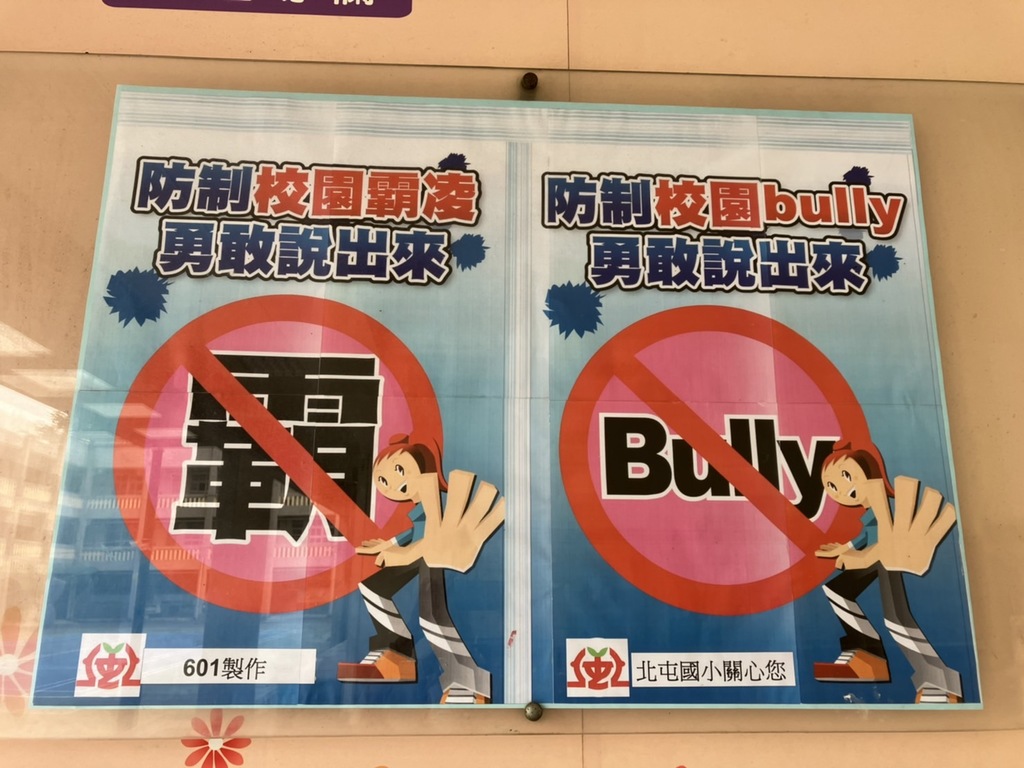 防制校園霸凌
勇敢說出來
霸
601製作
防制校園bully
勇敢說出來
Bully
北屯國小關心您